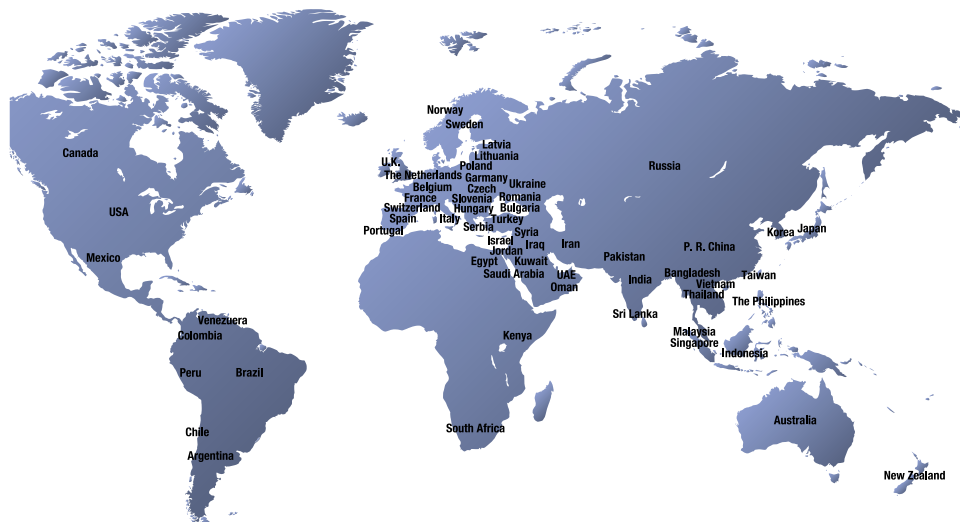 Norway
Sweden
Canada
Latvia
Lithuania
U.K.
Poland
Russia
The Netherlands
Garmany
Belgium
Czech
Ukraine
France
Slovenia
Romania
USA
Switzerland
Hungary
Bulgaria
Spain
Italy
Turkey
Portugal
Serbia
Syria
Korea
Japan
Israel
Iraq
Iran
P. R. China
Jordan
Mexico
Egypt
Kuwait
Pakistan
Saudi Arabia
UAE
India
Bangladesh
Taiwan
Oman
Vietnam
Thailand
The Philippines
Sri Lanka
Venezuera
Colombia
Kenya
Malaysia
Singapore
Indonesia
Peru
Brazil
Australia
Chile
South Africa
Argentina
New Zealand